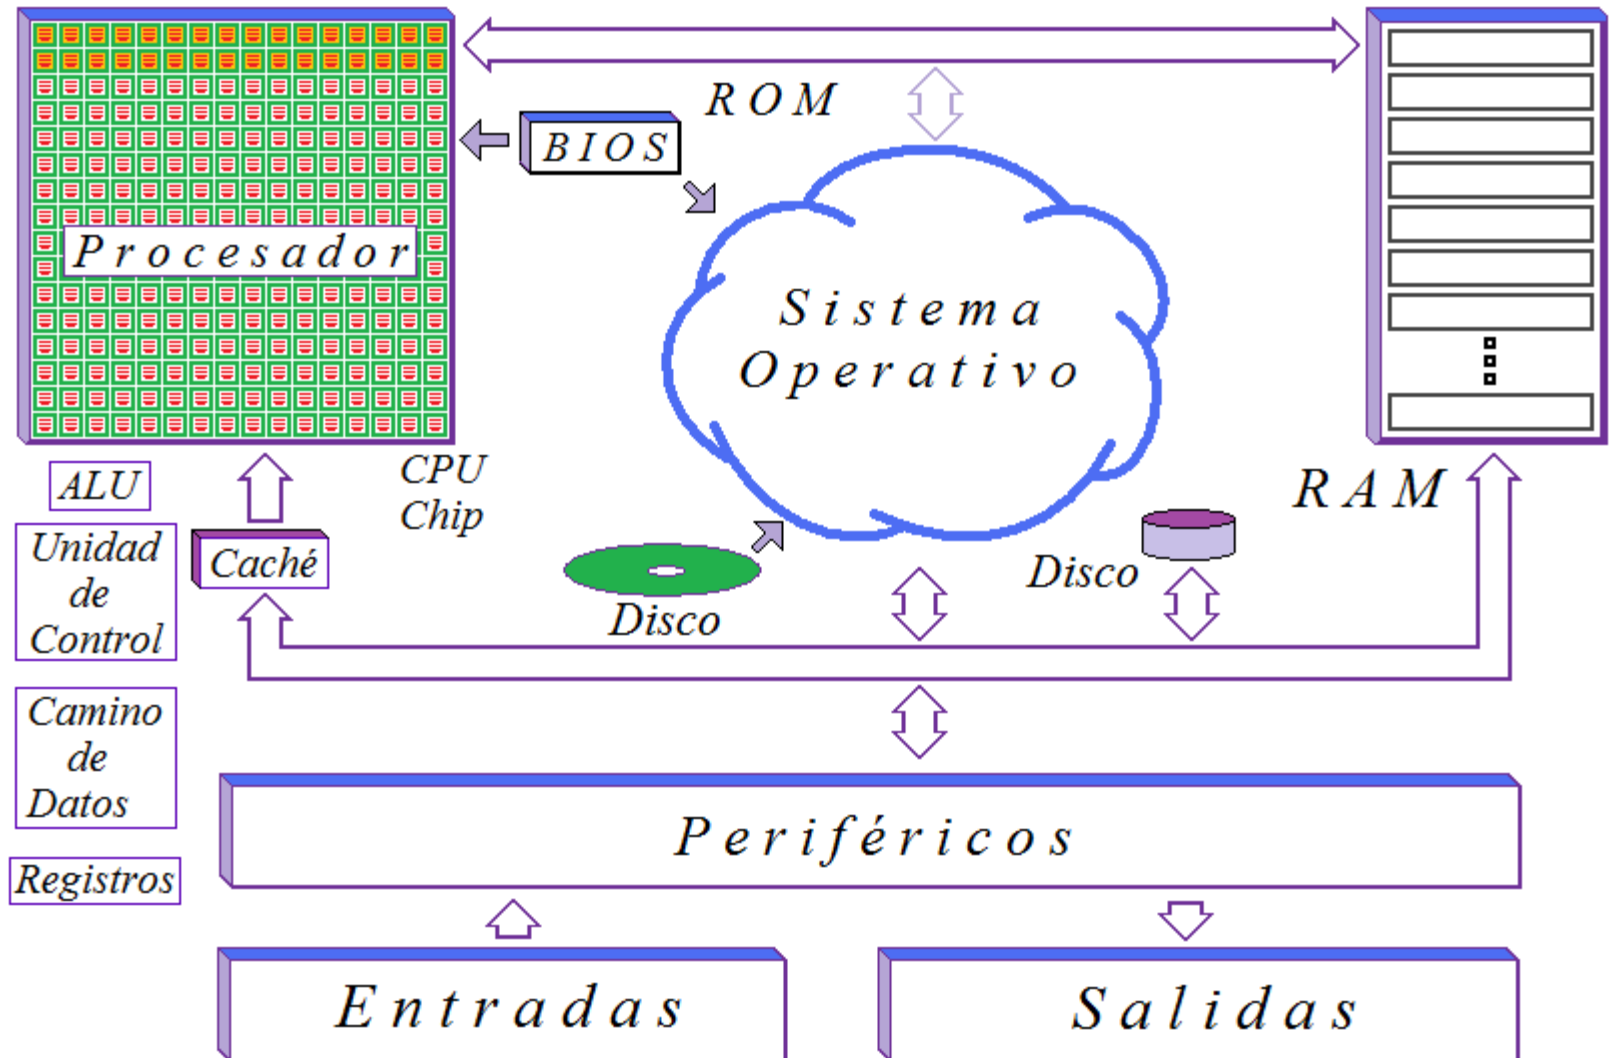 ROM
BIOS
Procesador
Sistema
Operativo
CPU
Chip
ALU
RAM
Unidad
de
Control
Caché
Disco
Disco
Camino
de
Datos
Periféricos
Registros
Entradas
Salidas